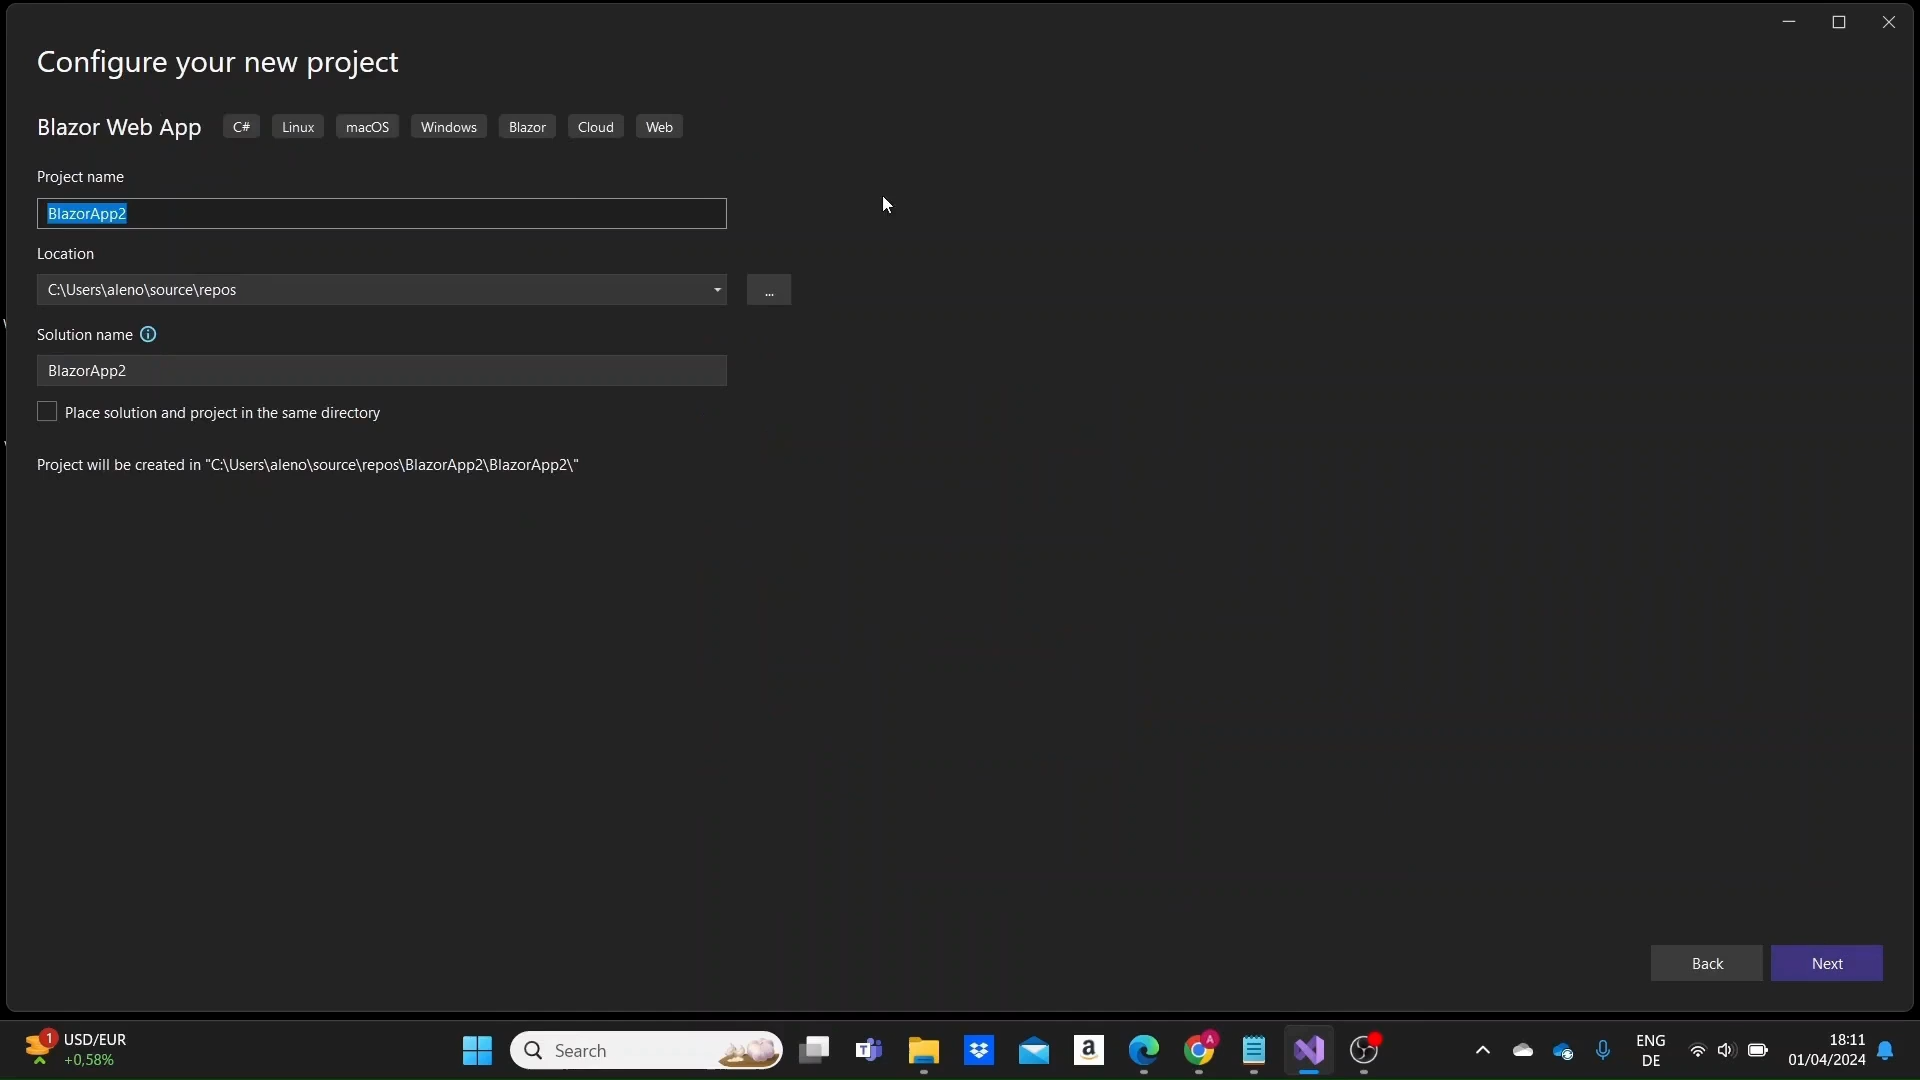 Configure your new project
Blazor Web App C# Linux macOS Windows Blazor Cloud Web
Project name
BlazorApp2
Location
C:\Users\aleno\source\repos
...
Solution name
BlazorApp2
Place solution and project in the same directory
Project will be created in "C:\Users\aleno\source\repos\BlazorApp2\BlazorApp2\"
Back Next
1 USD/EUR
+0,58%
Search
A
ENG
DE
18:11
01/04/2024